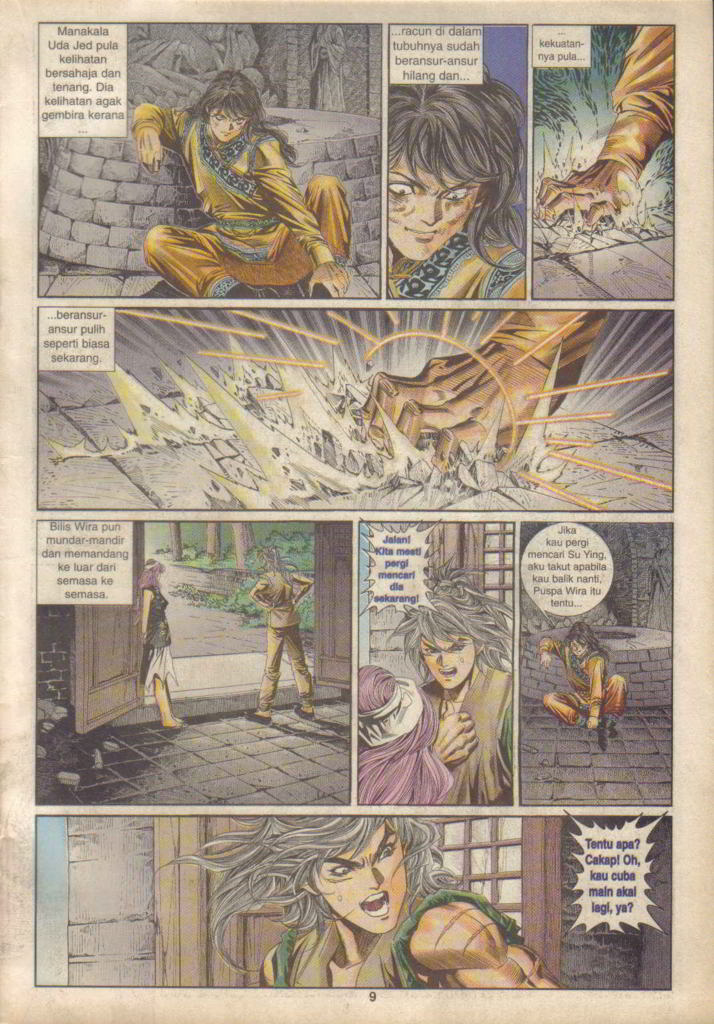 Manakala
Uda Jed pula
kelihatan
bersahaja dan
tenang. Dia
kelihatan agak
gembira kerana
...
...racun di dalam
tubuhnya sudah
beransur-ansur
hilang dan...
...
kekuatan-
nya pula...
...beransur-
ansur pulih
seperti biasa
sekarang.
Bilis Wira pun
mundar-mandir
dan memandang
ke luar dari
semasa ke
semasa.
Jalan!
Kita mesti
pergi
mencari
dia
sekarang!
Jika
kau pergi
mencari Su Ying,
aku takut apabila
kau balik nanti,
Puspa Wira itu
tentu...
Tentu apa?
Cakap! Oh,
kau cuba
main akal
lagi, ya?
9